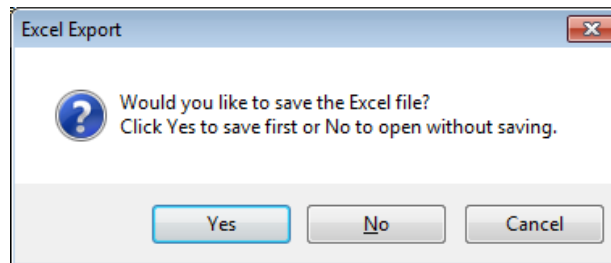 Excel Export
Would you like to save the Excel file?
Click Yes to save first or No to open without saving.
Yes
No
Cancel